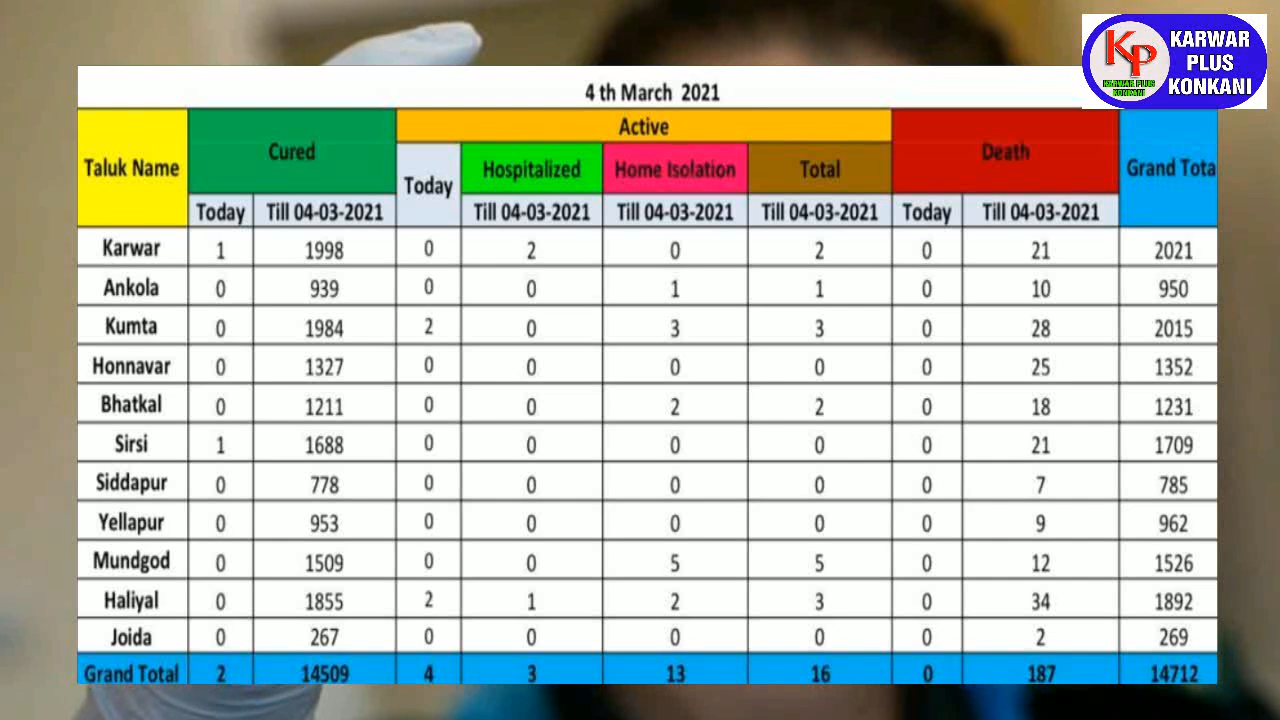 KARWAR
PLUS
KONKANI
KP
KARWAR PLUS
KONKANI
4 th March 2021
Taluk Name Cured Active Death Grand Tota
Today Hospitalized Home Isolation Total
Today Till 04-03-2021 Till 04-03-2021 Till 04-03-2021 Till 04-03-2021 Today Till 04-03-2021
Karwar 1 1998 0 2 0 2 0 21 2021
Ankola 0 939 0 0 1 1 0 10 950
Kumta 0 1984 2 0 3 3 0 28 2015
Honnavar 0 1327 0 0 0 0 0 25 1352
Bhatkal 0 1211 0 0 2 2 0 18 1231
Sirsi 1 1688 0 0 0 0 0 21 1709
Siddapur 0 778 0 0 0 0 0 7 785
Yellapur 0 953 0 0 0 0 0 9 962
Mundgod 0 1509 0 0 5 5 0 12 1526
Haliyal 0 1855 2 1 2 3 0 34 1892
Joida 0 267 0 0 0 0 0 2 269
Grand Total 2 14509 4 3 13 16 0 187 14712